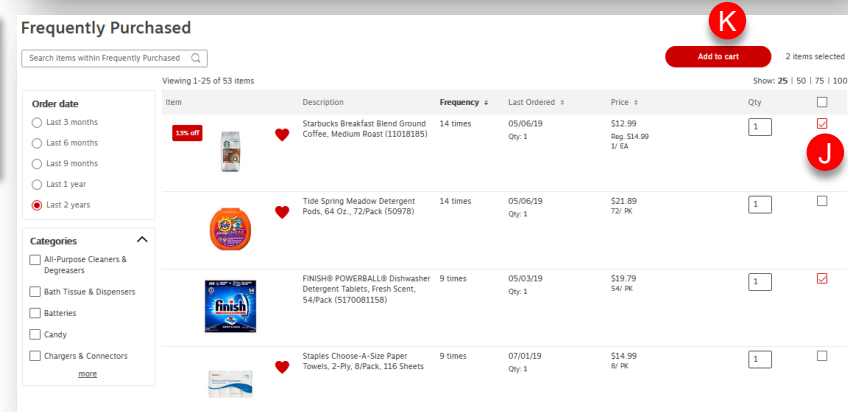 Frequently Purchased
K
Search items within Frequently Purchased
Add to cart
2 items selected
Viewing 1-25 of 53 items
Show: 25 | 50 | 75 | 100
Order date
Last 3 months
Last 6 months
Last 9 months
Last 1 year
Last 2 years
Categories
All-Purpose Cleaners &
Degreasers
Bath Tissue & Dispensers
Batteries
Candy
Chargers & Connectors
more
Item Description Frequency Last Ordered Price Qty
13% off
Starbucks Breakfast Blend Ground
Coffee, Medium Roast (11018185)
14 times
05/06/19
Qty: 1
$12.99
Reg. $14.99
1/ EA
1
J
Tide Spring Meadow Detergent
Pods, 64 Oz., 72/Pack (50978)
14 times
05/06/19
Qty: 1
$21.89
72/ PK
1
finish
FINISH® POWERBALL® Dishwasher
Detergent Tablets, Fresh Scent,
54/Pack (5170081158)
9 times
05/03/19
Qty: 1
$19.79
54/ PK
1
Staples Choose-A-Size Paper
Towels, 2-Ply, 8/Pack, 116 Sheets
9 times
07/01/19
Qty: 1
$14.99
8/ PK
1